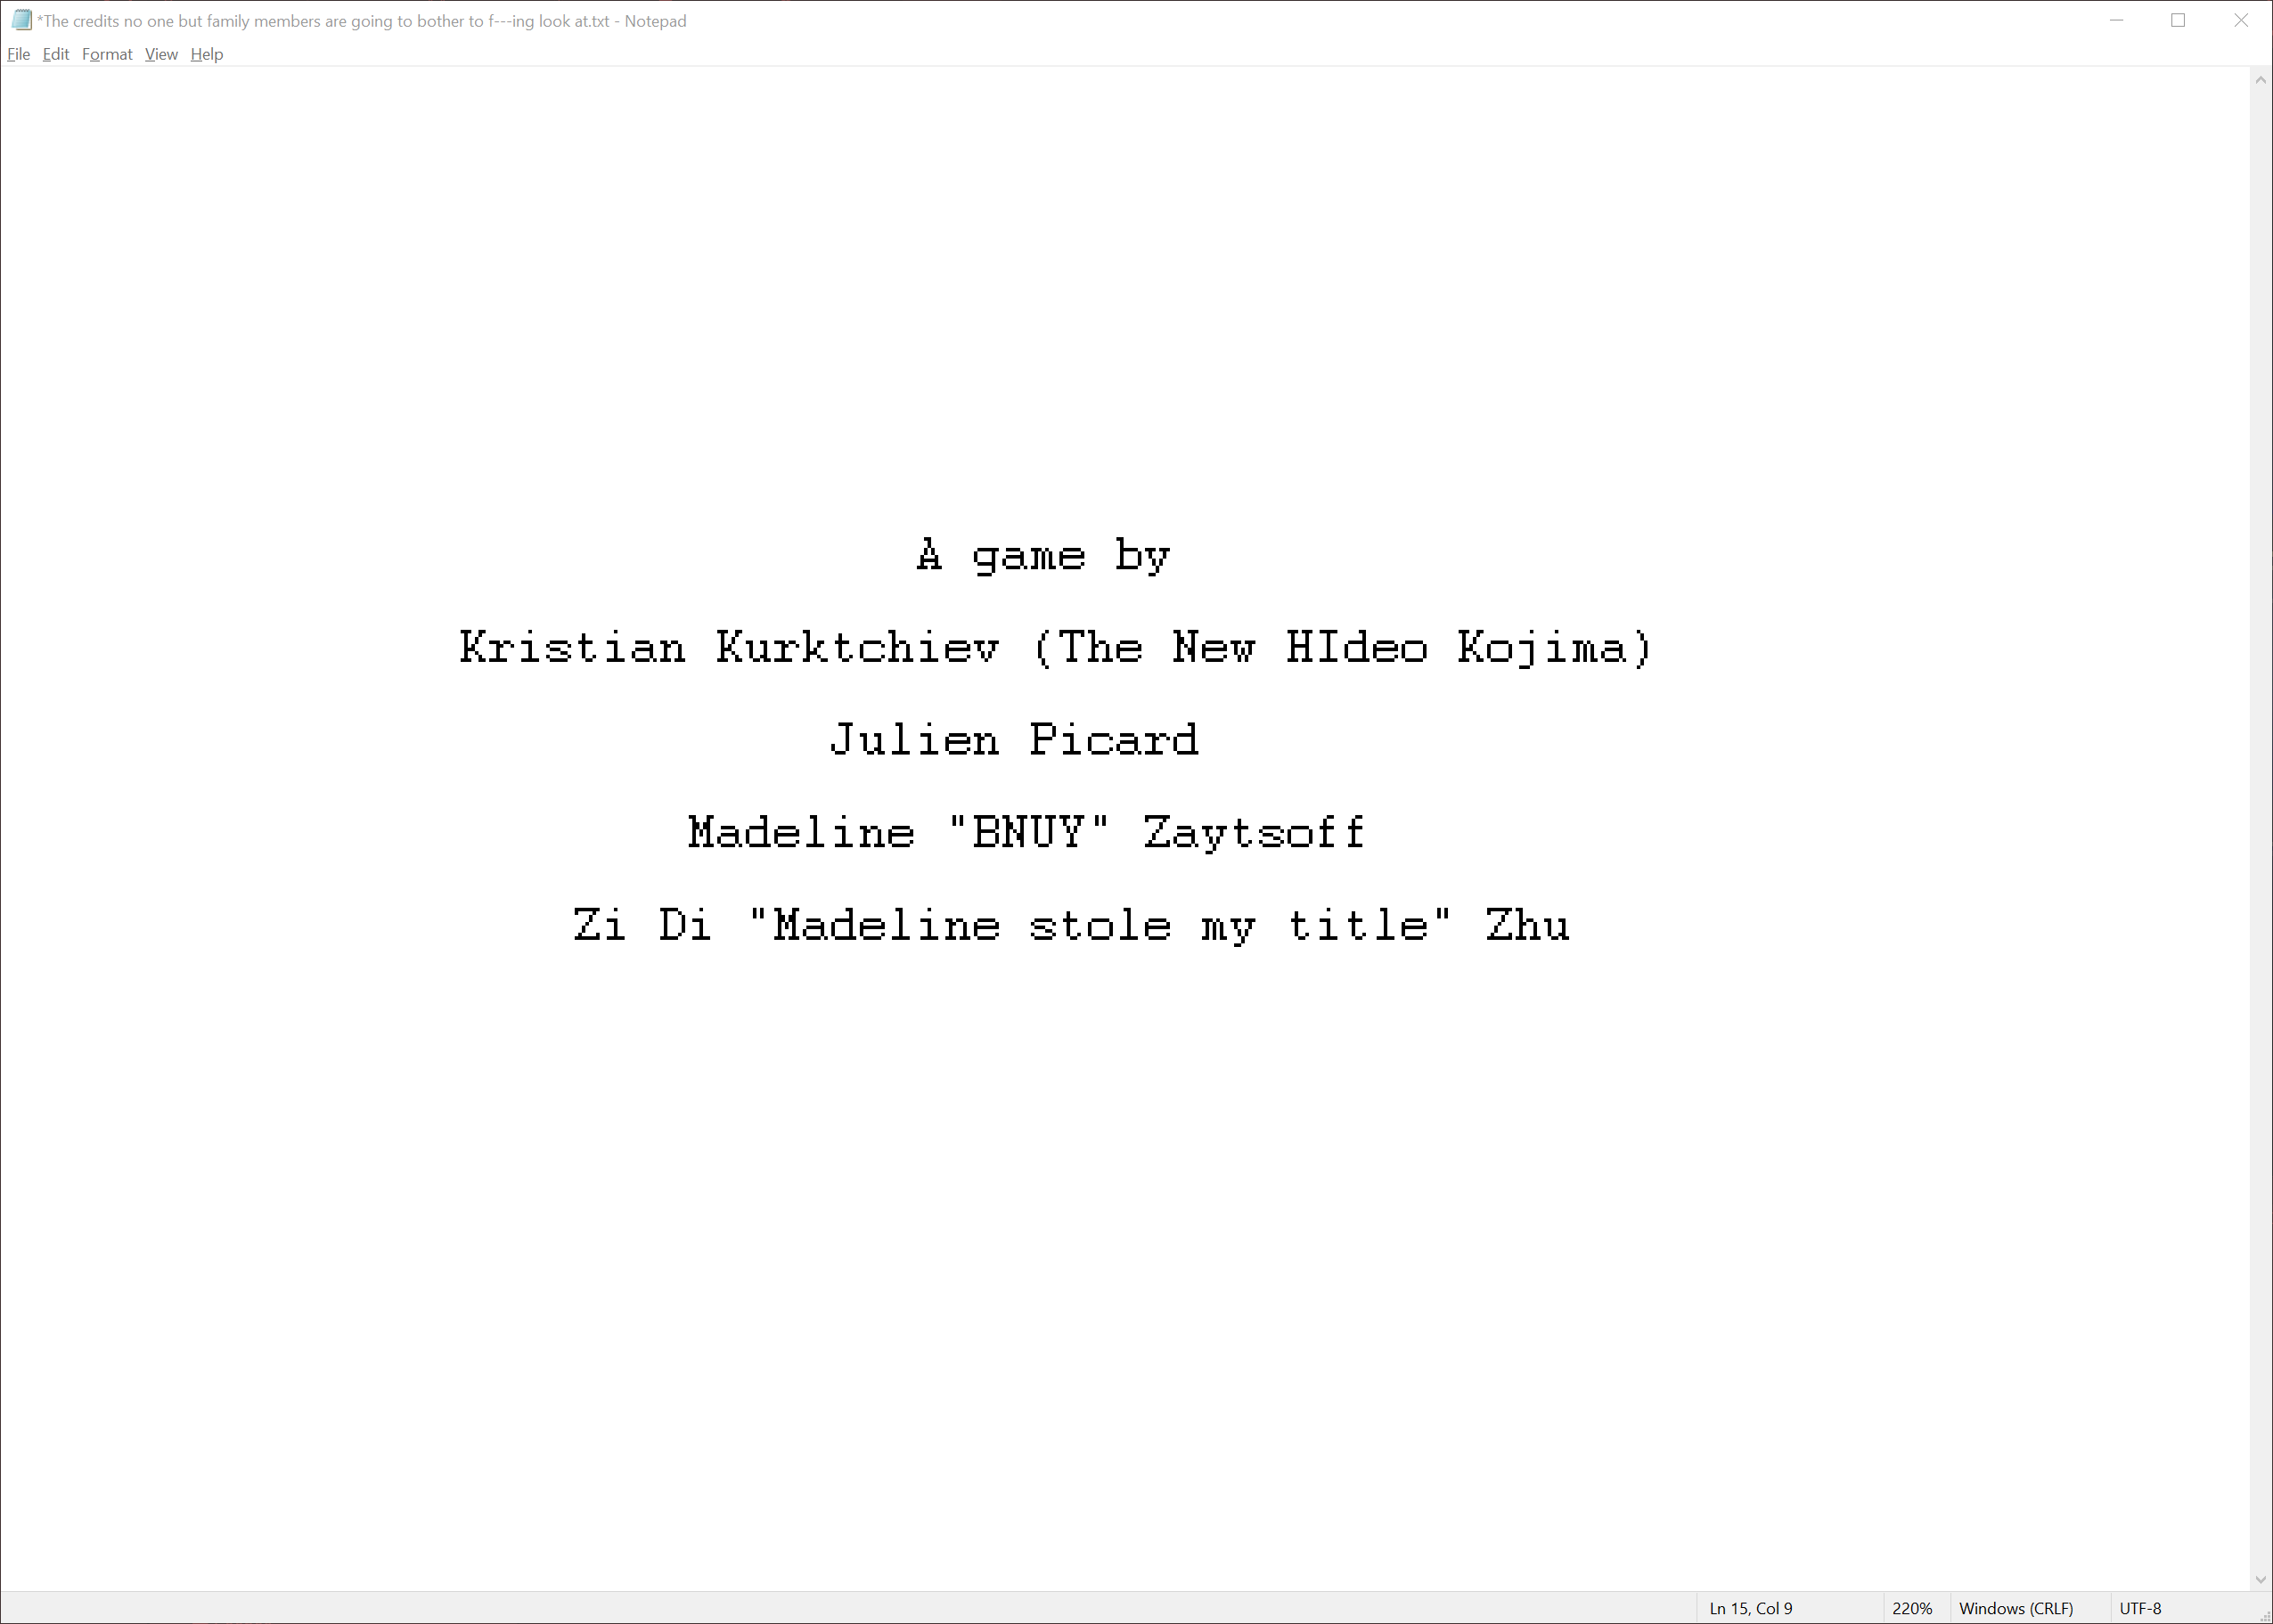 *The credits no one but family members are going to bother to f---ing look at.txt - Notepad
File Edit Format View Help
A game by
Kristian Kurktchiev (The New HIdeo Kojima)
Julien Picard
Madeline "BNUY" Zaytsoff
Zi Di "Madeline stole my title" Zhu
Ln 15, Col 9 220% Windows (CRLF) UTF-8